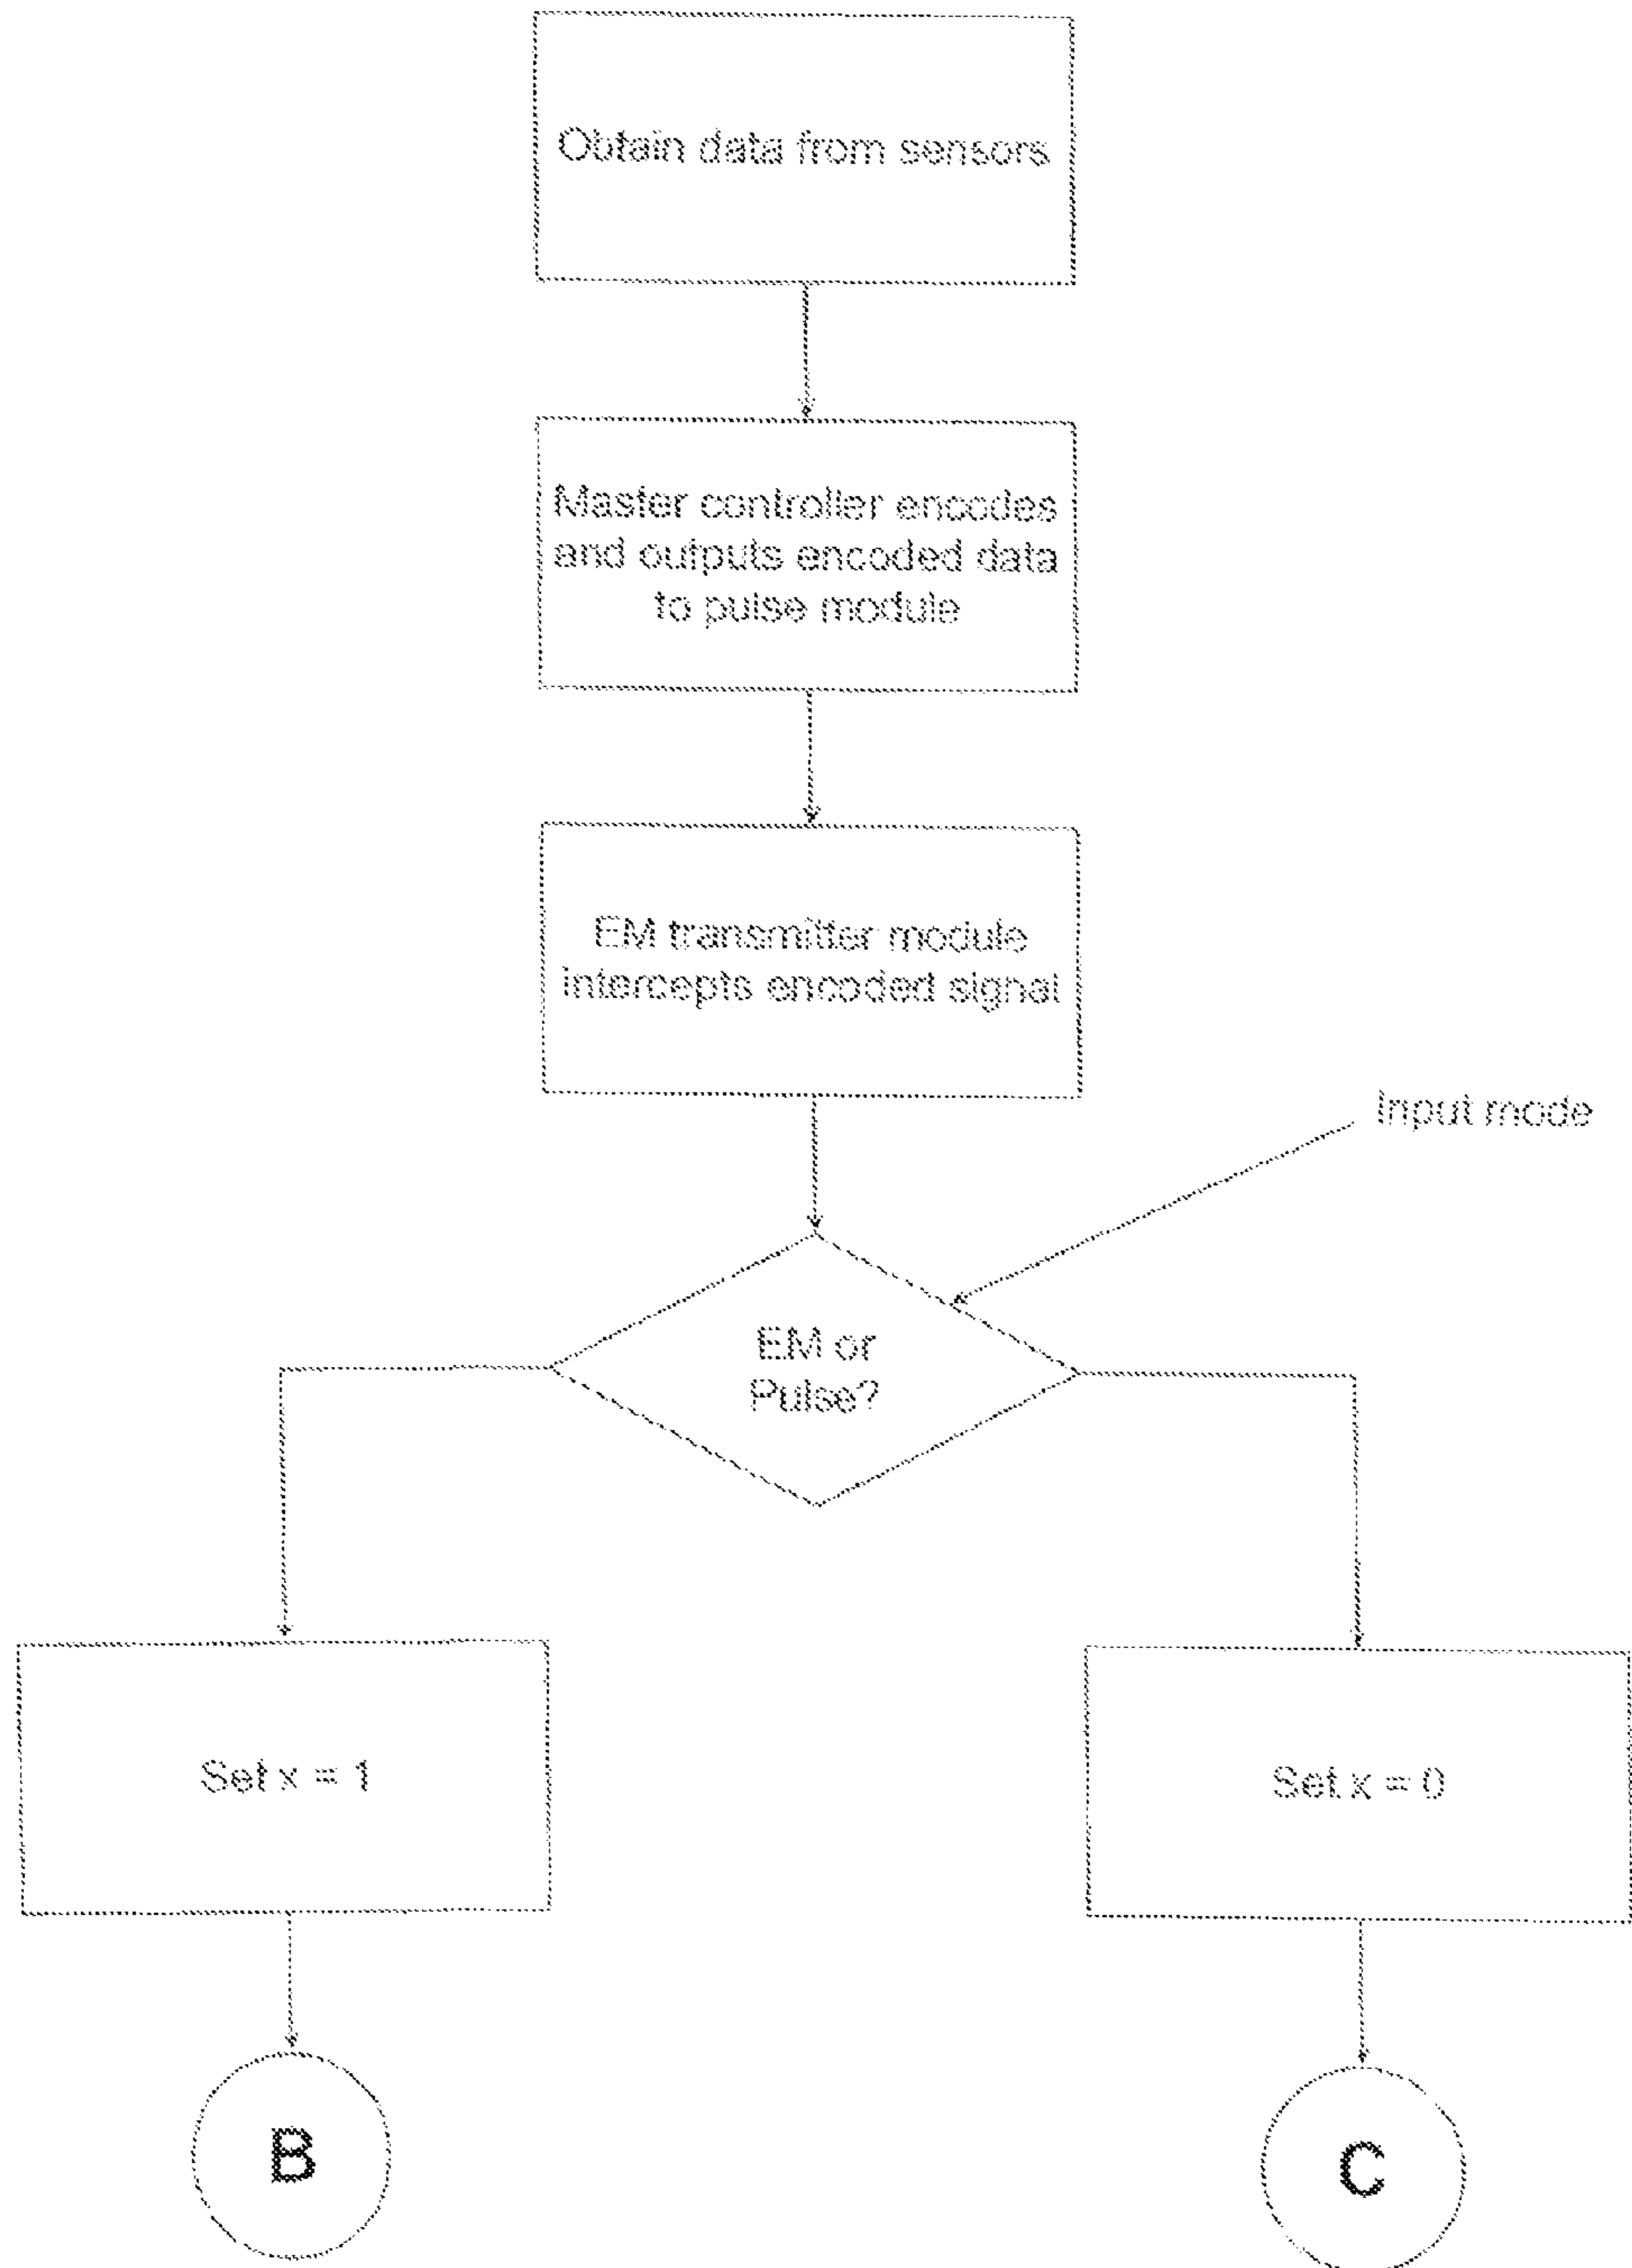 Obtain data from sensors
Master controller encodes
and outputs encoded data
to pulse module
EM transmitter module
intercepts encoded signal
Input mode
EM or
Pulse?
Set x = 1
Set x = 0
B
C